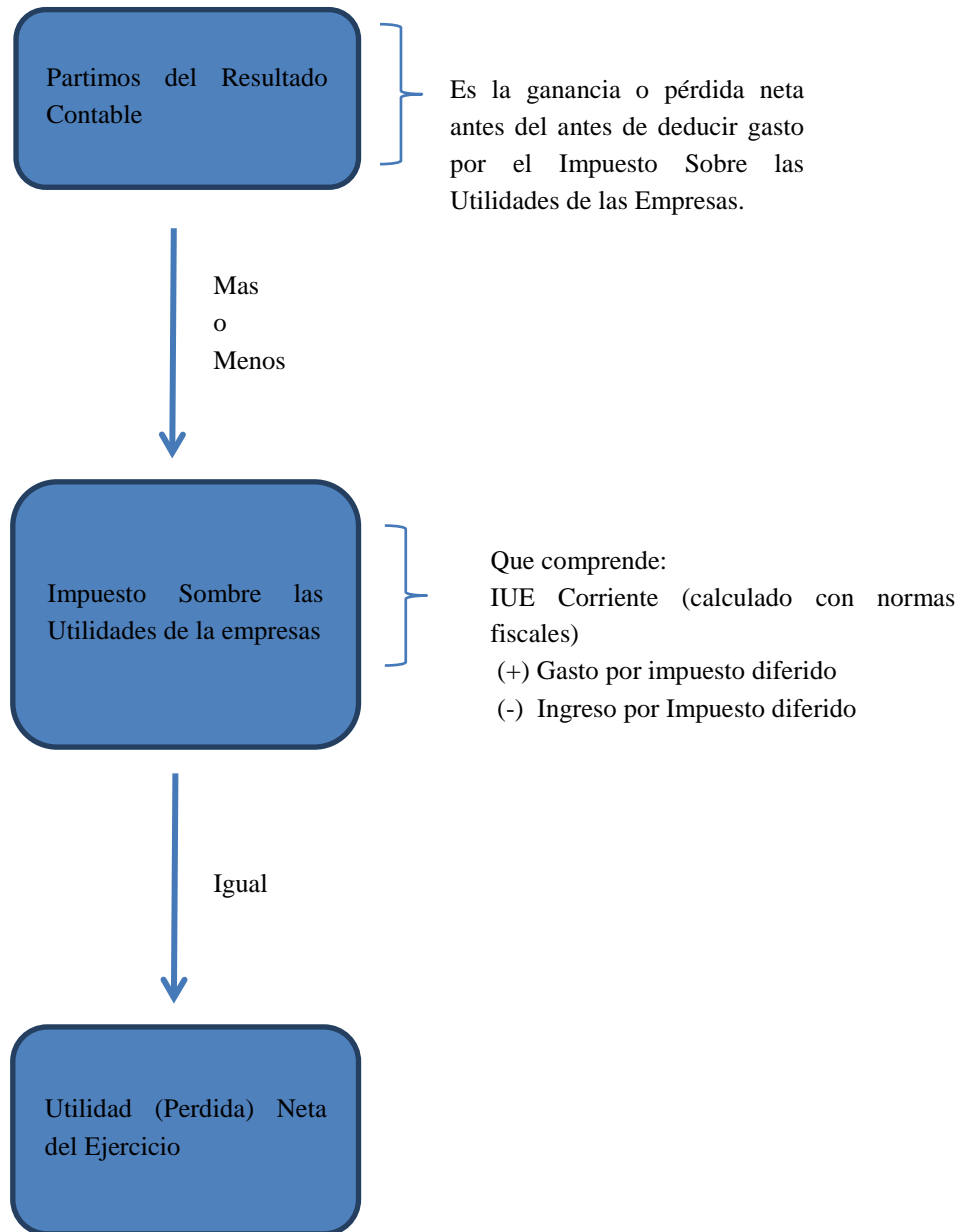 Partimos del Resultado
Contable
Es la ganancia o pérdida neta
antes del antes de deducir gasto
por el Impuesto Sobre las
Utilidades de las Empresas.
Mas
o
Menos
Impuesto Sombre las
Utilidades de la empresas
Que comprende:
IUE Corriente (calculado con normas
fiscales)
(+) Gasto por impuesto diferido
(-) Ingreso por Impuesto diferido
Igual
Utilidad (Perdida) Neta
del Ejercicio